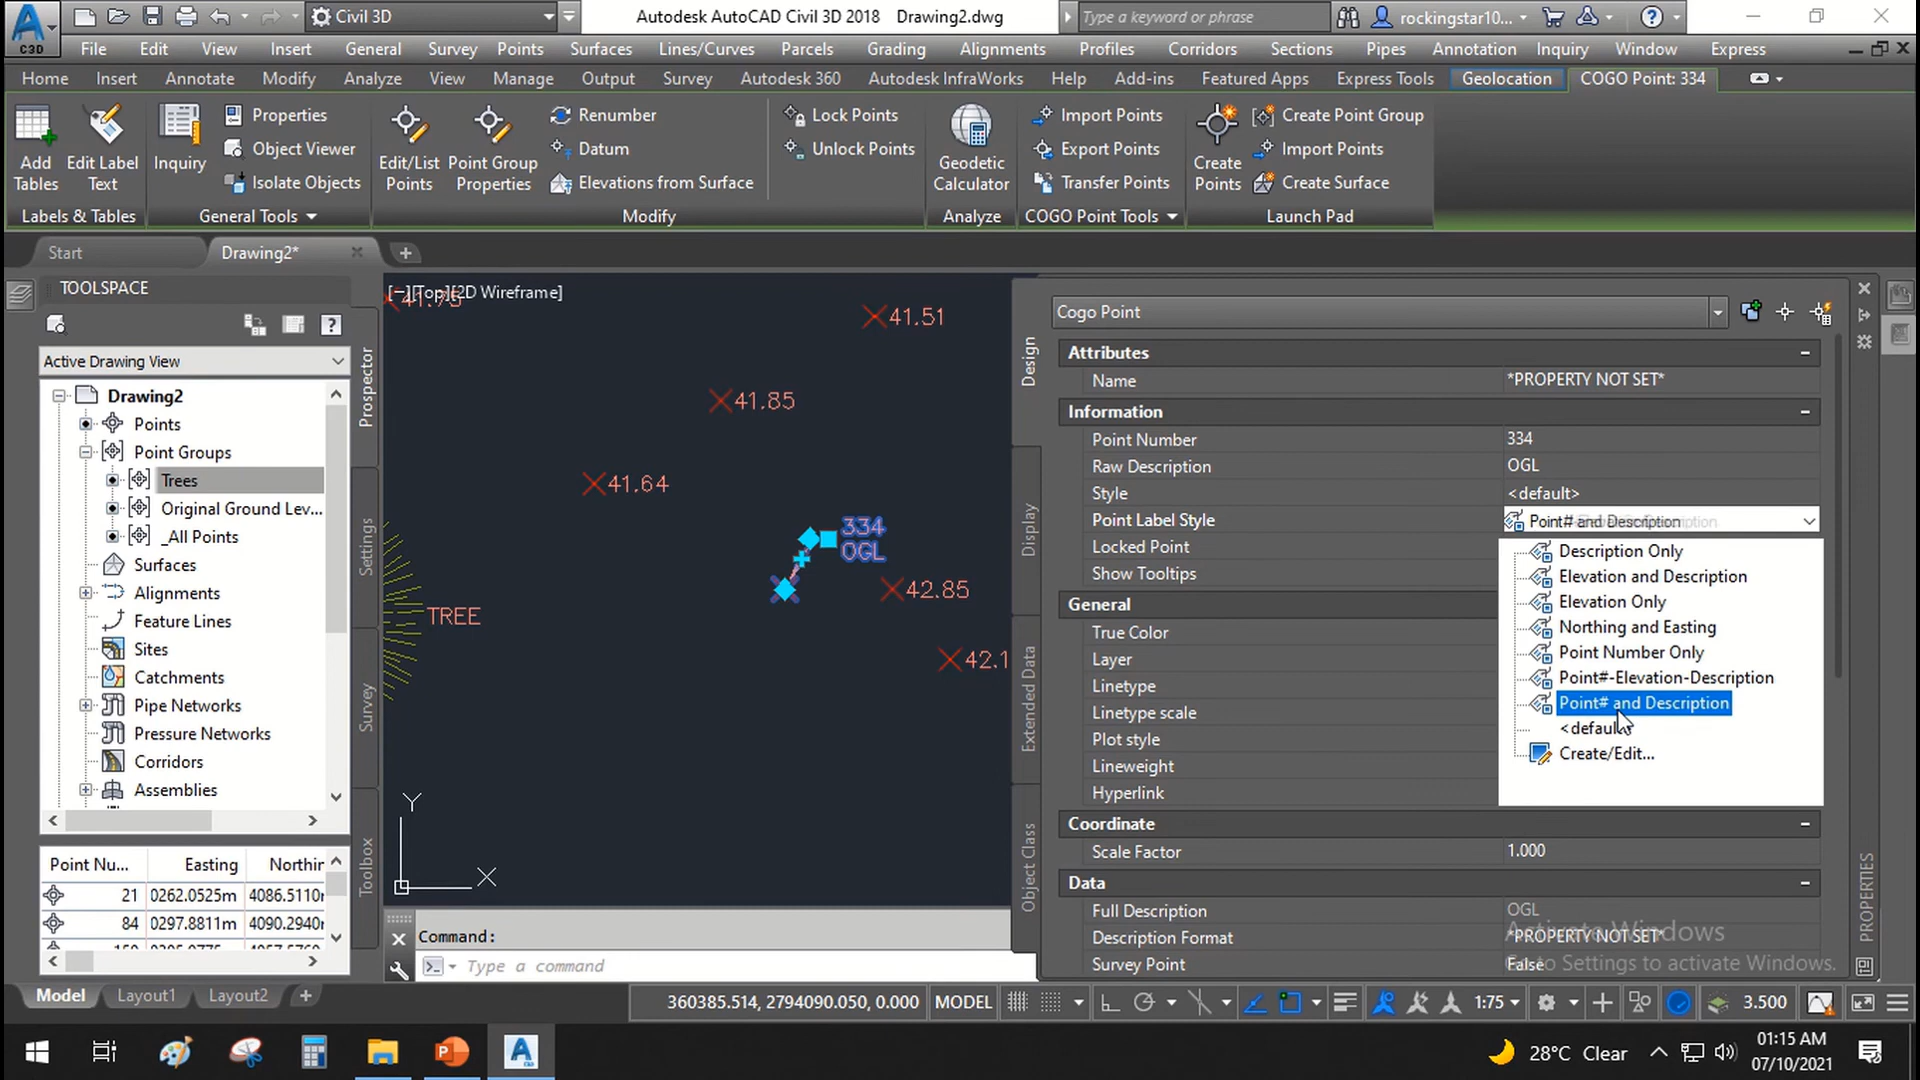 Civil 3D
Autodesk AutoCAD Civil 3D 2018 Drawing2.dwg
Type a keyword or phrase
rockingstar10...
C3D
File Edit View Insert General Survey Points Surfaces Lines/Curves Parcels Grading Alignments Profiles Corridors Sections Pipes Annotation Inquiry Window Express
Home Insert Annotate Modify Analyze View Manage Output Survey Autodesk 360 Autodesk InfraWorks Help Add-ins Featured Apps Express Tools Geolocation COGO Point: 334
Add Tables
Edit Label Text
Labels & Tables
Inquiry
Properties
Object Viewer
Isolate Objects
General Tools
Edit/List Points
Point Group Properties
Renumber
Datum
Elevations from Surface
Lock Points
Unlock Points
Modify
Geodetic Calculator
Analyze
Import Points
Export Points
Transfer Points
COGO Point Tools
Create Points
Create Point Group
Import Points
Create Surface
Launch Pad
Start
Drawing2*
TOOLSPACE
Active Drawing View
Drawing2
Points
Point Groups
Trees
Original Ground Lev...
_All Points
Surfaces
Alignments
Feature Lines
Sites
Catchments
Pipe Networks
Pressure Networks
Corridors
Assemblies
Prospector
Settings
Survey
Toolbox
Point Nu... Easting Northin
21 0262.0525m 4086.5110r
84 0297.8811m 4090.2940r
[−][Top][2D Wireframe]
41.75
41.51
41.85
41.64
334
OGL
42.85
TREE
42.1
Y
X
Command:
Type a command
Design
Display
Extended Data
Object Class
Cogo Point
Attributes
Name *PROPERTY NOT SET*
Information
Point Number 334
Raw Description OGL
Style <default>
Point Label Style Point# and Description
Locked Point
Show Tooltips
Description Only
Elevation and Description
Elevation Only
Northing and Easting
Point Number Only
Point#-Elevation-Description
Point# and Description
Create/Edit...
General
True Color
Layer
Linetype
Linetype scale
Plot style
Lineweight
Hyperlink
Coordinate
Scale Factor 1.000
Data
Full Description OGL
Description Format *PROPERTY NOT SET*
Survey Point False
PROPERTIES
Activate Windows
Go to Settings to activate Windows.
Model Layout1 Layout2
360385.514, 2794090.050, 0.000 MODEL 1:75 3.500
28°C Clear
01:15 AM
07/10/2021